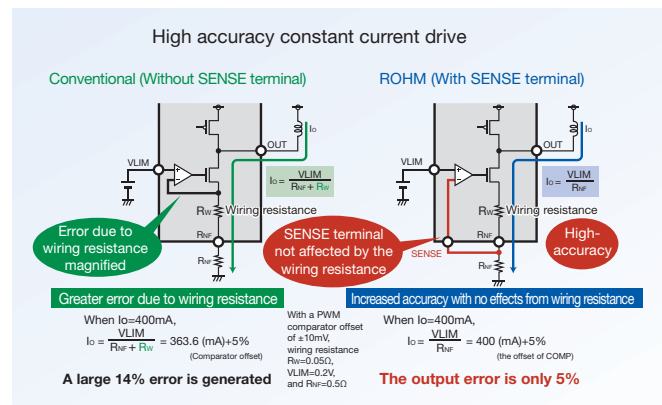 High accuracy constant current drive
Conventional (Without SENSE terminal)
VLIM
OUT
Io
Io = VLIM / RNF + RW
RW
Wiring resistance
RNF
RNF
Error due to
wiring resistance
magnified
Greater error due to wiring resistance
When Io=400mA,
Io = VLIM / RNF + RW = 363.6 (mA)+5%
(Comparator offset)
A large 14% error is generated
With a PWM
comparator offset
of ±10mV,
wiring resistance
RW=0.05Ω,
VLIM=0.2V,
and RNF=0.5Ω
ROHM (With SENSE terminal)
VLIM
OUT
Io
Io = VLIM / RNF
RW
Wiring resistance
RNF
SENSE
RNF
SENSE terminal
not affected by the
wiring resistance
High-
accuracy
Increased accuracy with no effects from wiring resistance
When Io=400mA,
Io = VLIM / RNF = 400 (mA)+5%
(the offset of COMP)
The output error is only 5%